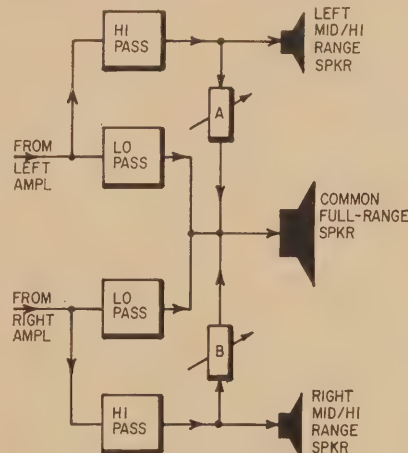 HI
PASS
LEFT
MID/HI
RANGE
SPKR
A
FROM
LEFT
AMPL
LO
PASS
COMMON
FULL-RANGE
SPKR
FROM
RIGHT
AMPL
LO
PASS
B
HI
PASS
RIGHT
MID/HI
RANGE
SPKR